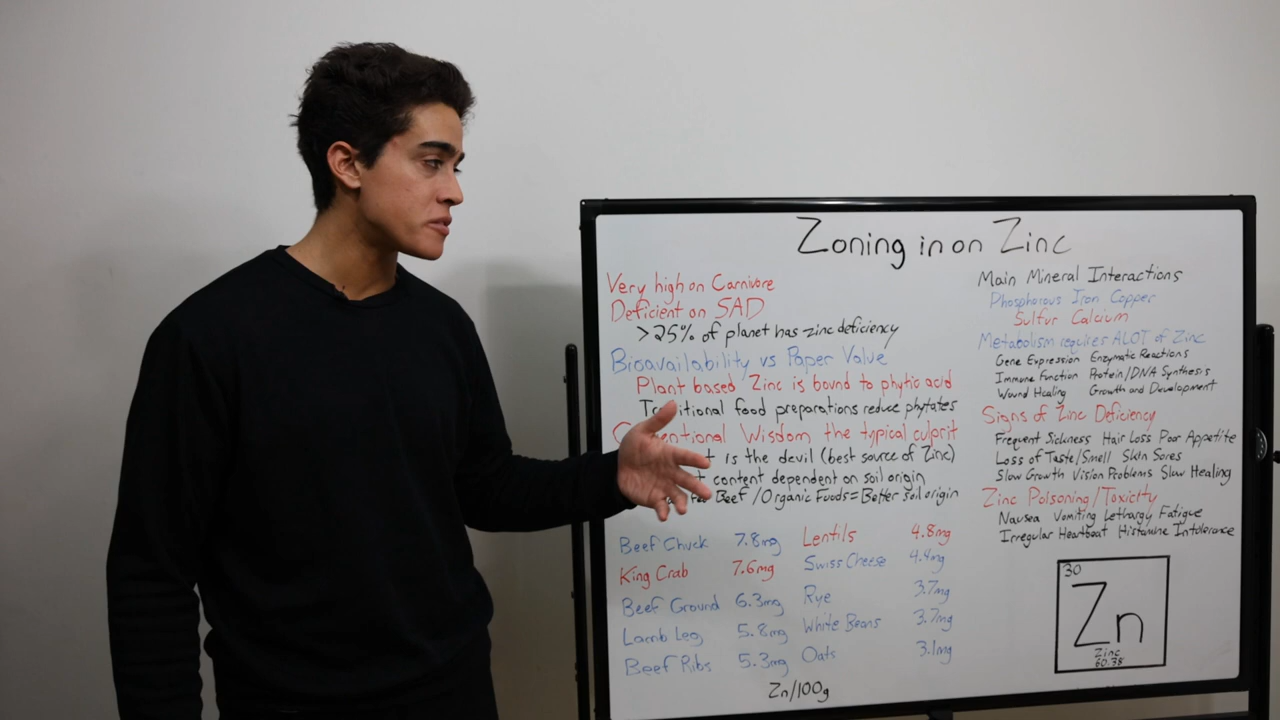 Zoning in on Zinc
Very high on Carnivore
Deficient on SAD
>25% of planet has zinc deficiency
Bioavailability vs Paper Value
Plant based Zinc is bound to phytic acid
food preparations reduce phytates
Wisdom the typical culprit
is the devil (best source of Zinc)
content dependent on soil origin
Beef / Organic Foods = Better soil origin
Beef Chuck 7.8mg
King Crab 7.6mg
Beef Ground 6.3mg
Lamb Leg 5.8mg
Beef Ribs 5.3mg
Lentils 4.8mg
Swiss Cheese 4.4mg
Rye 3.7mg
White Beans 3.7mg
Oats 3.1mg
Zn/100g
Main Mineral Interactions
Phosphorous Iron Copper
Sulfur Calcium
Metabolism requires ALOT of Zinc
Gene Expression Enzymatic Reactions
Immune Function Protein/DNA Synthesis
Wound Healing Growth and Development
Signs of Zinc Deficiency
Frequent Sickness Hair Loss Poor Appetite
Loss of Taste/Smell Skin Sores
Slow Growth Vision Problems Slow Healing
Zinc Poisoning/Toxicity
Nausea Vomiting Lethargy Fatigue
Irregular Heartbeat Histamine Intolerance
30
Zn
Zinc
60.38